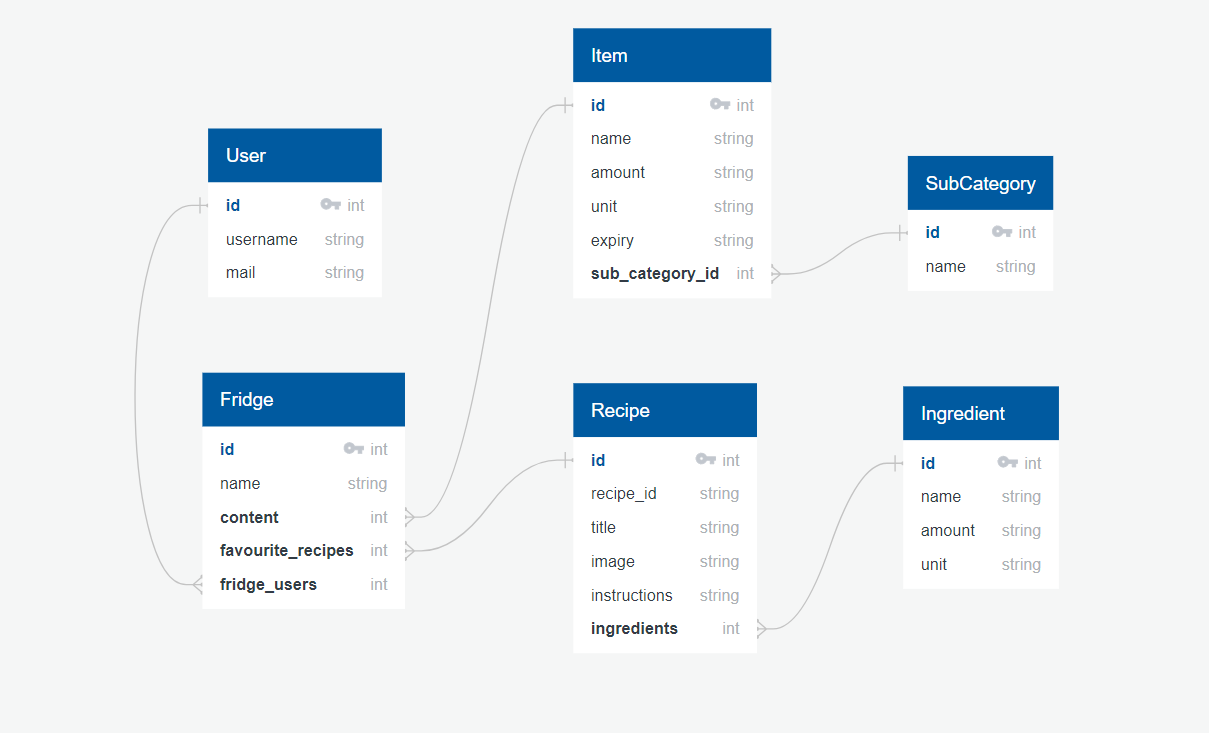 User
id int
username string
mail string
Fridge
id int
name string
content int
favourite_recipes int
fridge_users int
Item
id int
name string
amount string
unit string
expiry string
sub_category_id int
Recipe
id int
recipe_id string
title string
image string
instructions string
ingredients int
SubCategory
id int
name string
Ingredient
id int
name string
amount string
unit string